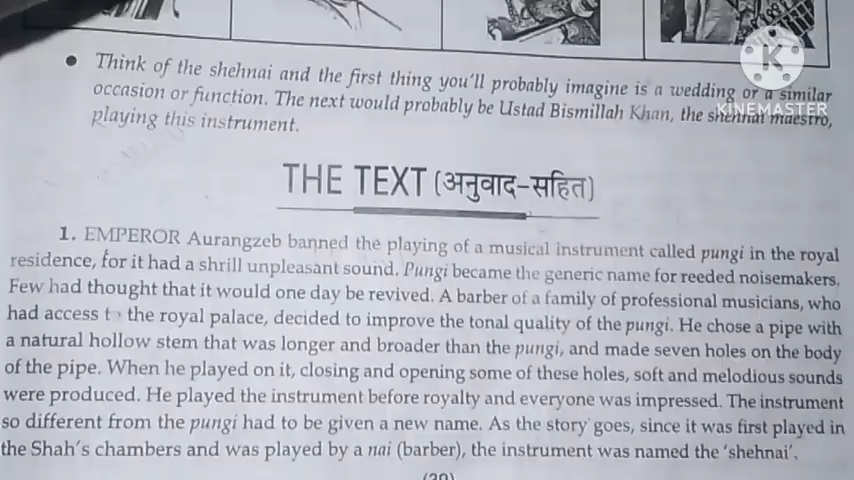 • Think of the shehnai and the first thing you'll probably imagine is a wedding or a similar
occasion or function. The next would probably be Ustad Bismillah Khan, the shehnai maestro,
playing this instrument.
KINEMASTER
THE TEXT (अनुवाद-सहित)
1. EMPEROR Aurangzeb banned the playing of a musical instrument called pungi in the royal
residence, for it had a shrill unpleasant sound. Pungi became the generic name for reeded noisemakers.
Few had thought that it would one day be revived. A barber of a family of professional musicians, who
had access to the royal palace, decided to improve the tonal quality of the pungi. He chose a pipe with
a natural hollow stem that was longer and broader than the pungi, and made seven holes on the body
of the pipe. When he played on it, closing and opening some of these holes, soft and melodious sounds
were produced. He played the instrument before royalty and everyone was impressed. The instrument
so different from the pungi had to be given a new name. As the story goes, since it was first played in
the Shah's chambers and was played by a nai (barber), the instrument was named the 'shehnai'.